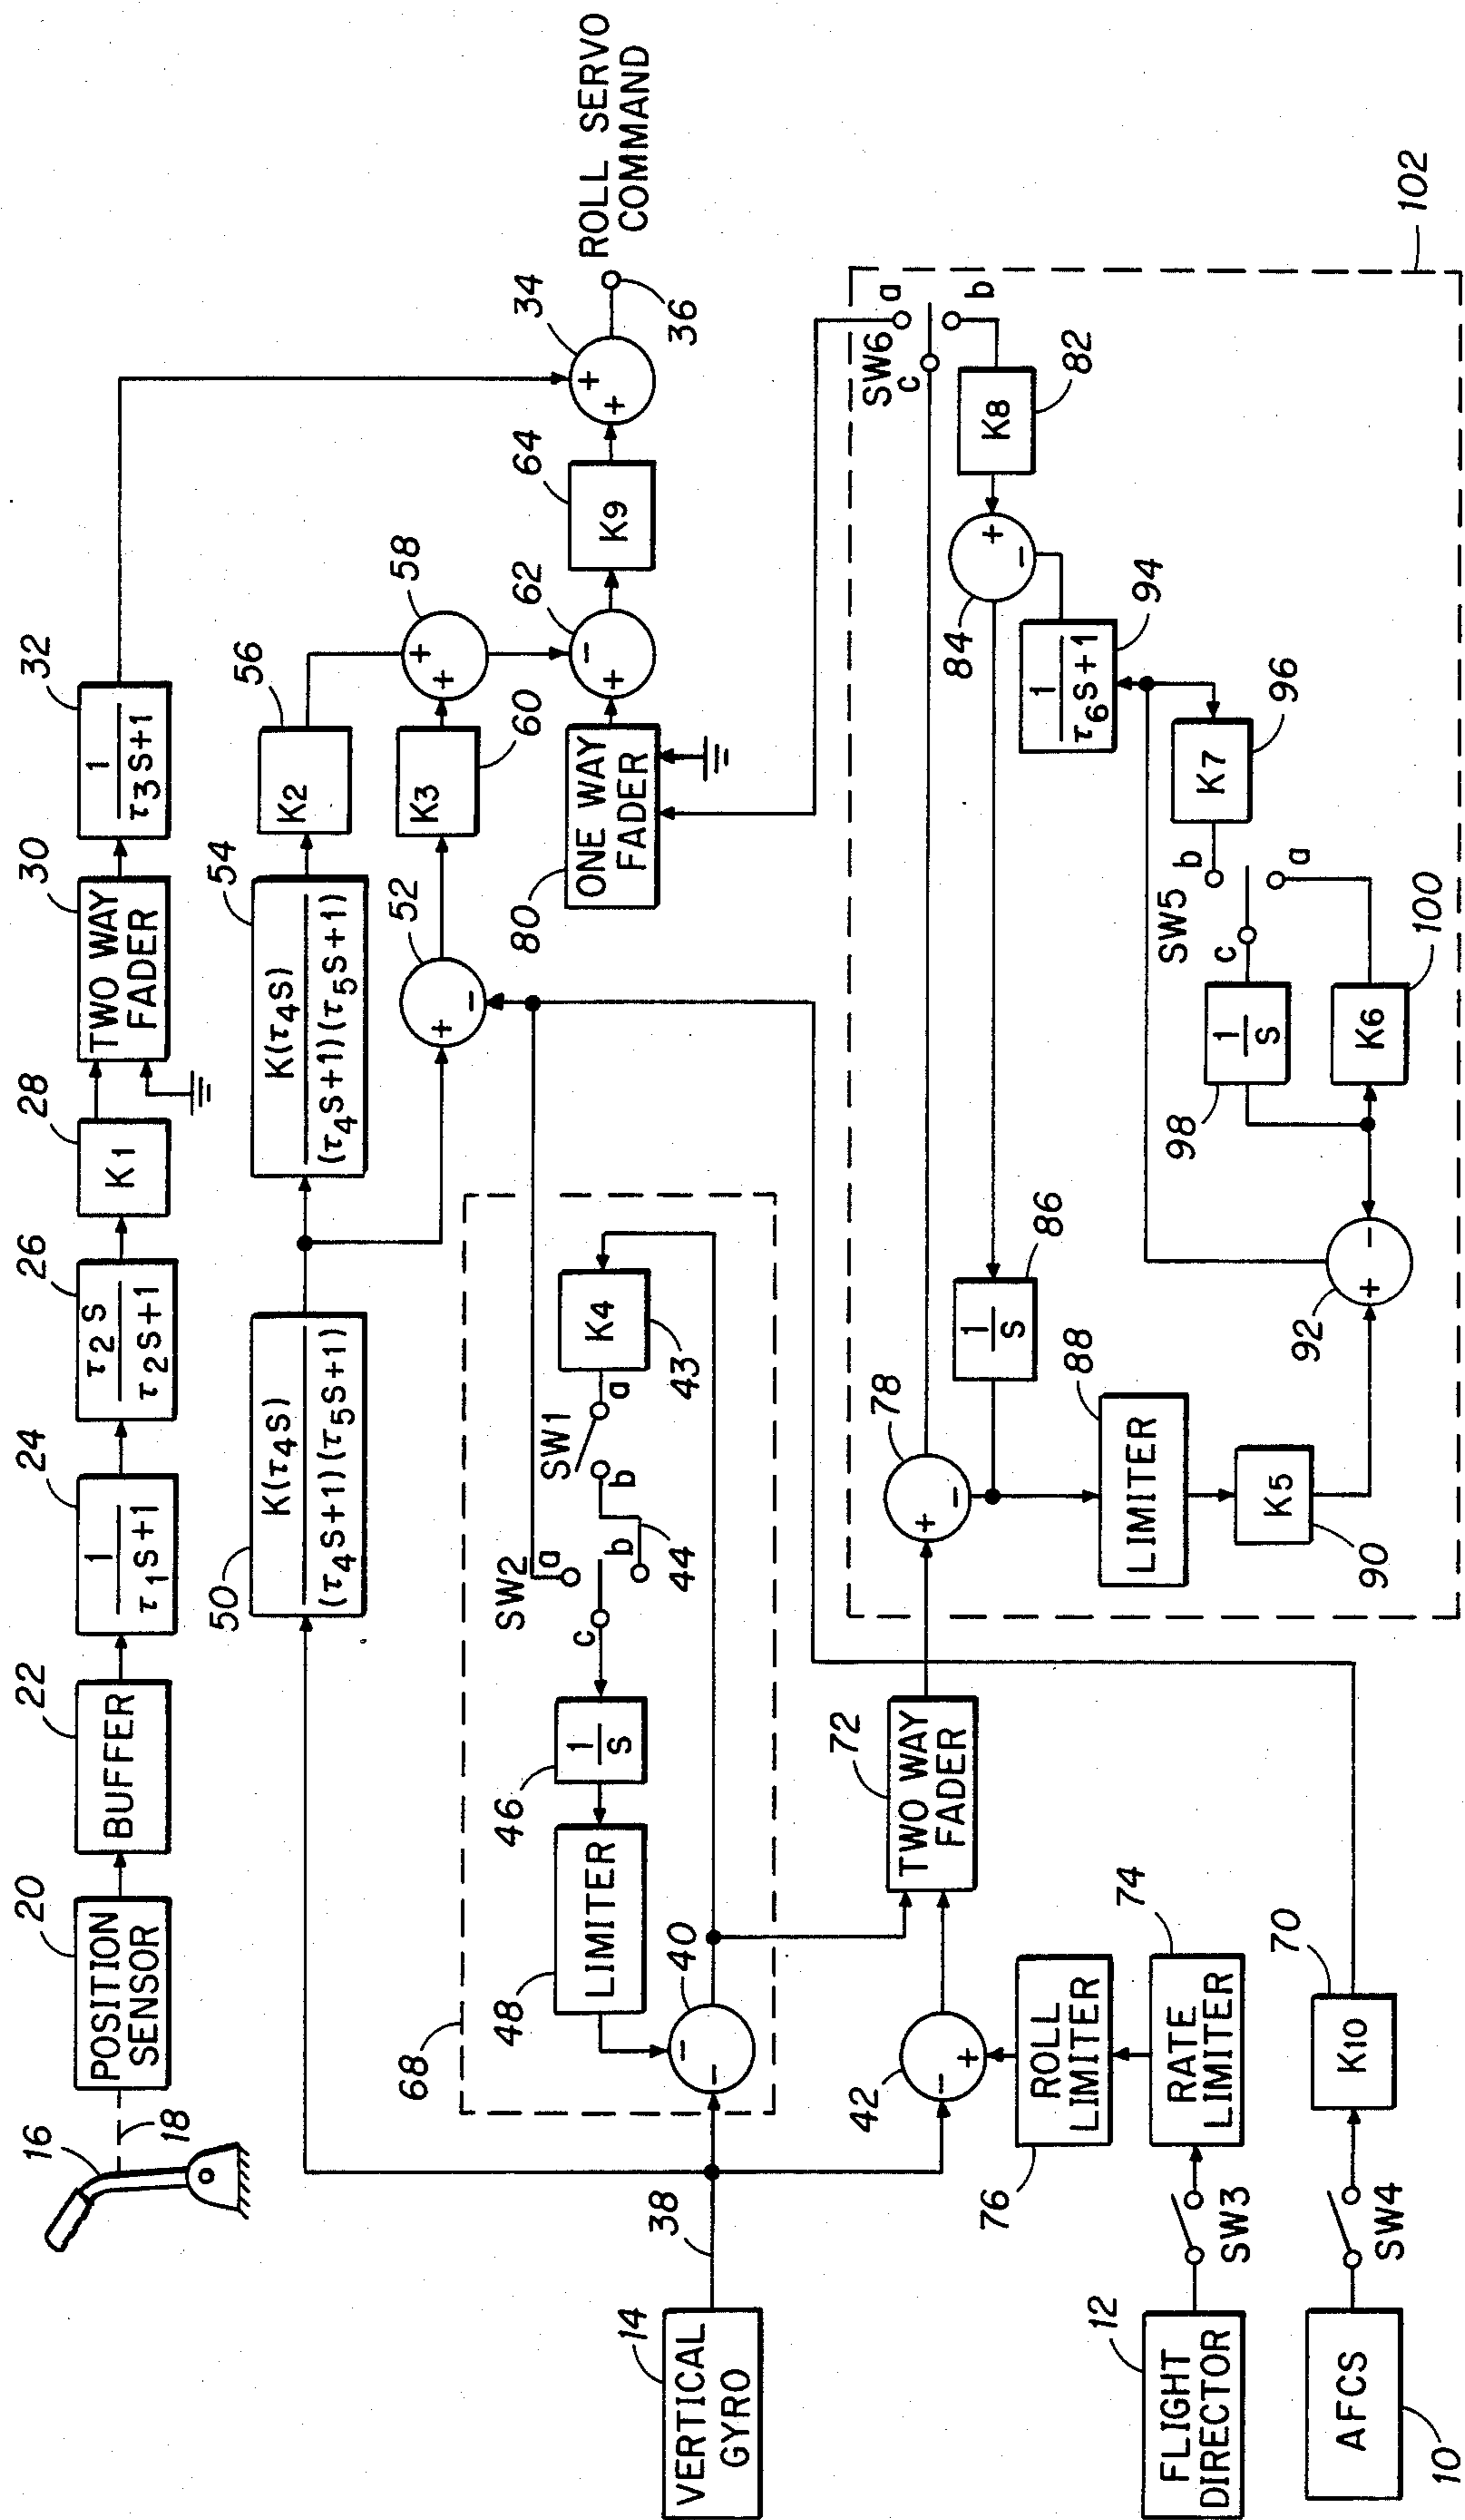 16
18
20
POSITION
SENSOR
22
BUFFER
24
1
τ1S+1
26
τ2S
τ2S+1
28
K1
30
TWO WAY
FADER
32
1
τ3S+1
50
K(τ4S)
(τ4S+1)(τ5S+1)
54
K(τ4S)
(τ4S+1)(τ5S+1)
56
K2
58
+
+
52
+
−
K3
60
34
+
+
ROLL SERVO
COMMAND
36
64
K9
62
−
+
80
ONE WAY
FADER
68
48
LIMITER
46
1
S
SW2
a
b
c
44
SW1
a
b
K4
43
40
−
−
38
14
VERTICAL
GYRO
42
−
+
72
TWO WAY
FADER
76
ROLL
LIMITER
74
RATE
LIMITER
SW3
12
FLIGHT
DIRECTOR
10
AFCS
SW4
70
K10
78
+
−
SW6
a
b
c
K8
82
84
+
−
86
1
S
88
LIMITER
90
K5
92
+
−
94
1
τ6S+1
96
K7
SW5
b
a
c
98
1
S
100
K6
102